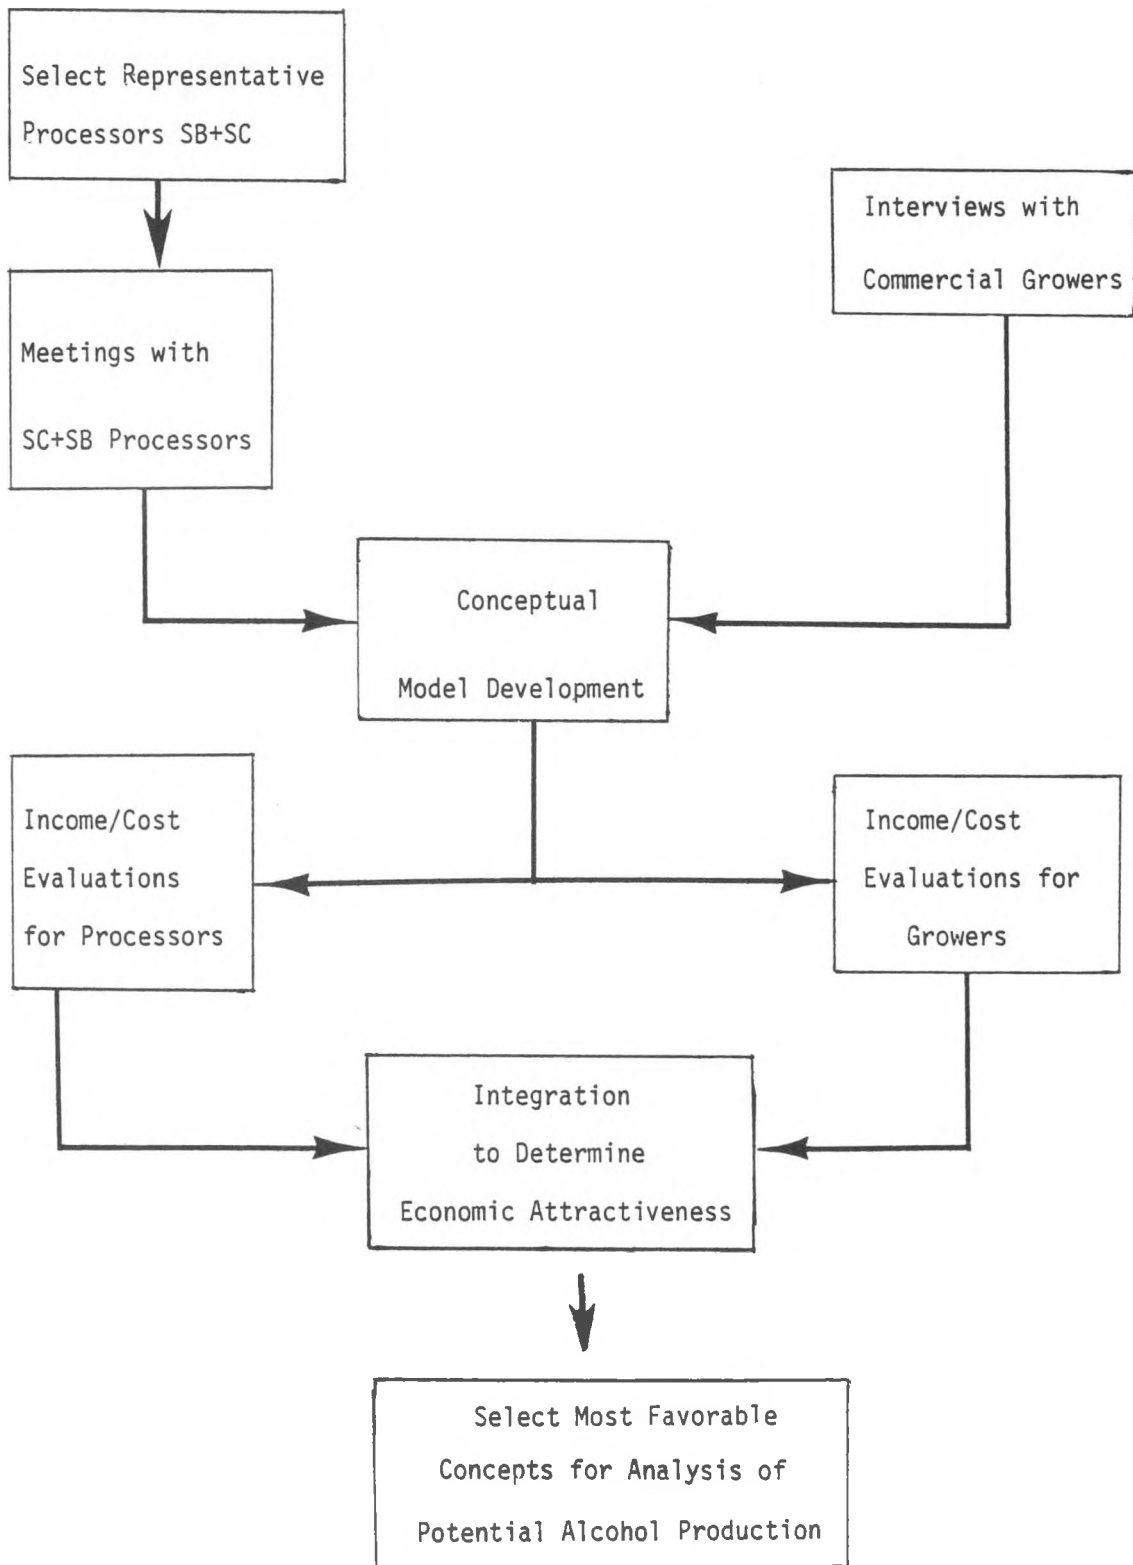 Select Representative
Processors SB+SC
Interviews with
Commercial Growers
Meetings with
SC+SB Processors
Conceptual
Model Development
Income/Cost
Evaluations
for Processors
Income/Cost
Evaluations for
Growers
Integration
to Determine
Economic Attractiveness
Select Most Favorable
Concepts for Analysis of
Potential Alcohol Production